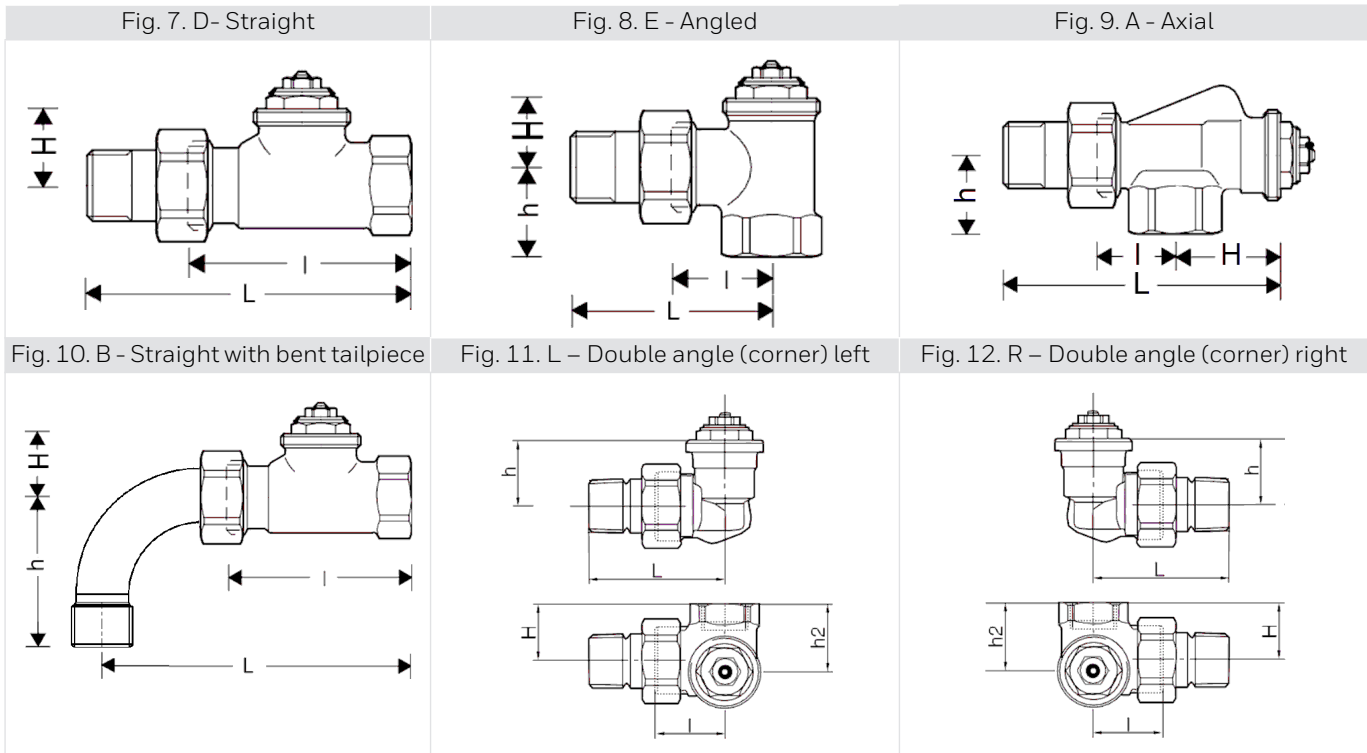 Fig. 7. D- Straight
Fig. 8. E - Angled
Fig. 9. A - Axial
H
l
L
H
h
l
L
h
l
H
L
Fig. 10. B - Straight with bent tailpiece
Fig. 11. L – Double angle (corner) left
Fig. 12. R – Double angle (corner) right
H
h
l
L
h
L
H
h2
l
h
L
h2
H
l